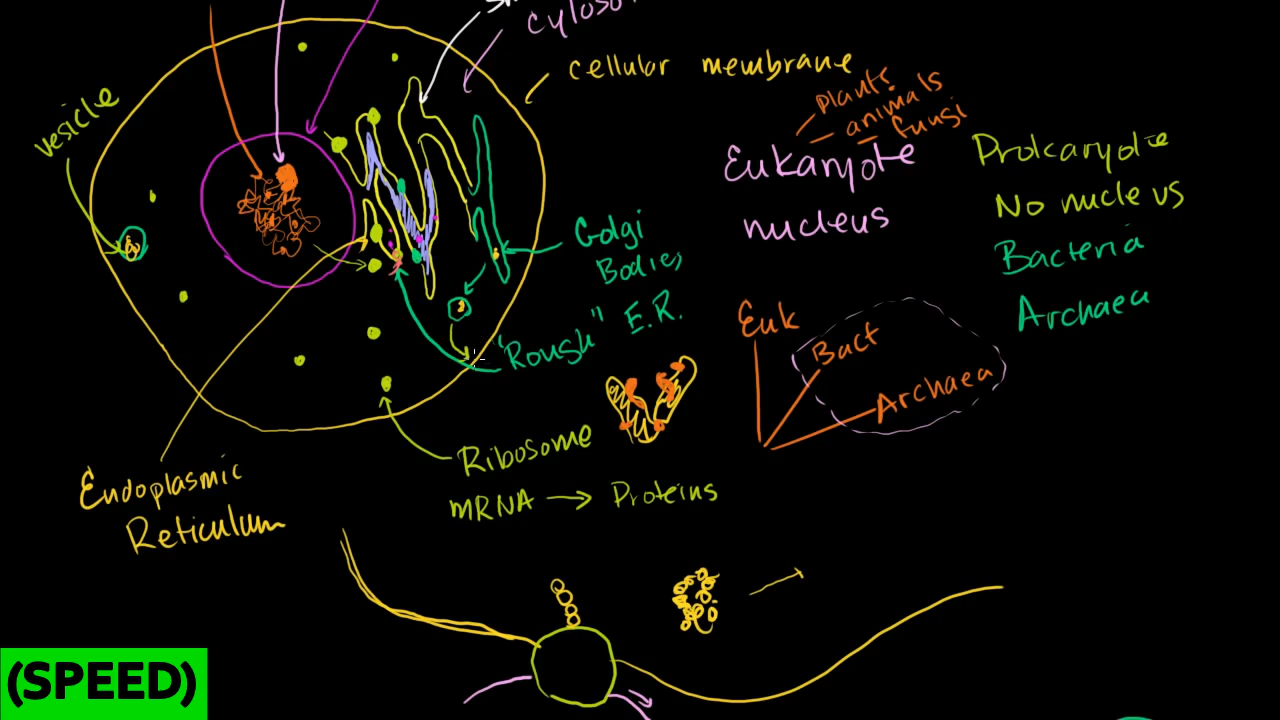 cytoso
cellular membrane
plants
animals
fungi
vesicle
Eukaryote
nucleus
Prokaryote
No nucleus
Bacteria
Archaea
Golgi
Bodies
"Rough" E.R.
Euk
Bact
Archaea
Ribosome
mRNA → Proteins
Endoplasmic
Reticulum
(SPEED)